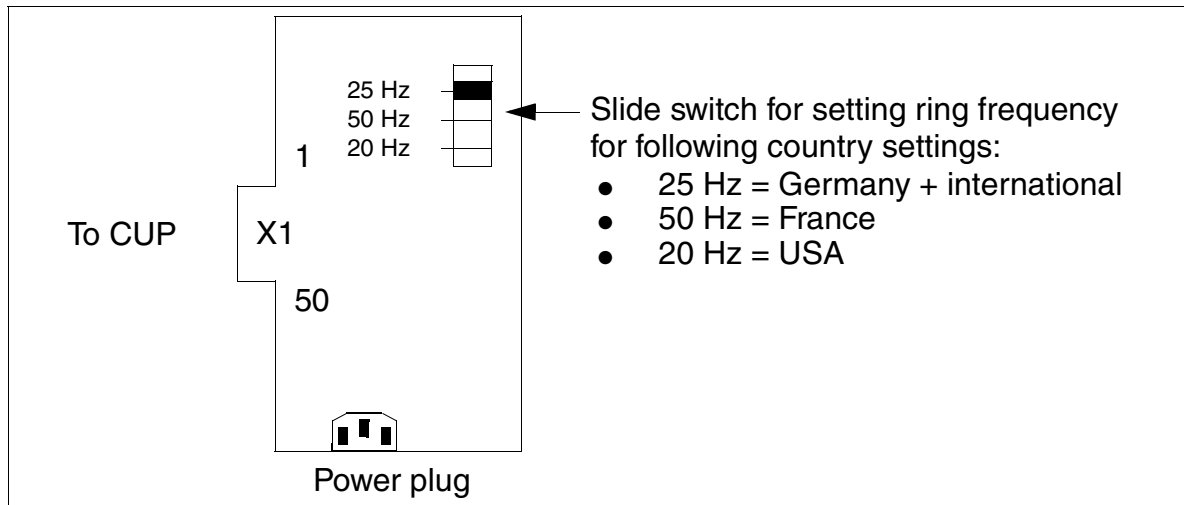 25 Hz
50 Hz
20 Hz
1
To CUP
X1
50
Power plug
Slide switch for setting ring frequency
for following country settings:
● 25 Hz = Germany + international
● 50 Hz = France
● 20 Hz = USA